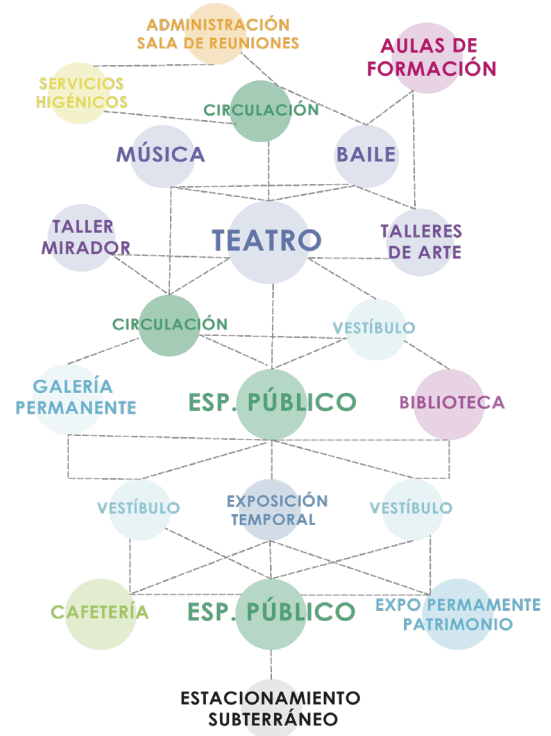 ADMINISTRACIÓN
SALA DE REUNIONES
AULAS DE
FORMACIÓN
SERVICIOS
HIGÉNICOS
CIRCULACIÓN
MÚSICA
BAILE
TALLER
MIRADOR
TEATRO
TALLERES
DE ARTE
CIRCULACIÓN
VESTÍBULO
GALERÍA
PERMANENTE
ESP. PÚBLICO
BIBLIOTECA
VESTÍBULO
EXPOSICIÓN
TEMPORAL
VESTÍBULO
CAFETERÍA
ESP. PÚBLICO
EXPO PERMAMENTE
PATRIMONIO
ESTACIONAMIENTO
SUBTERRÁNEO